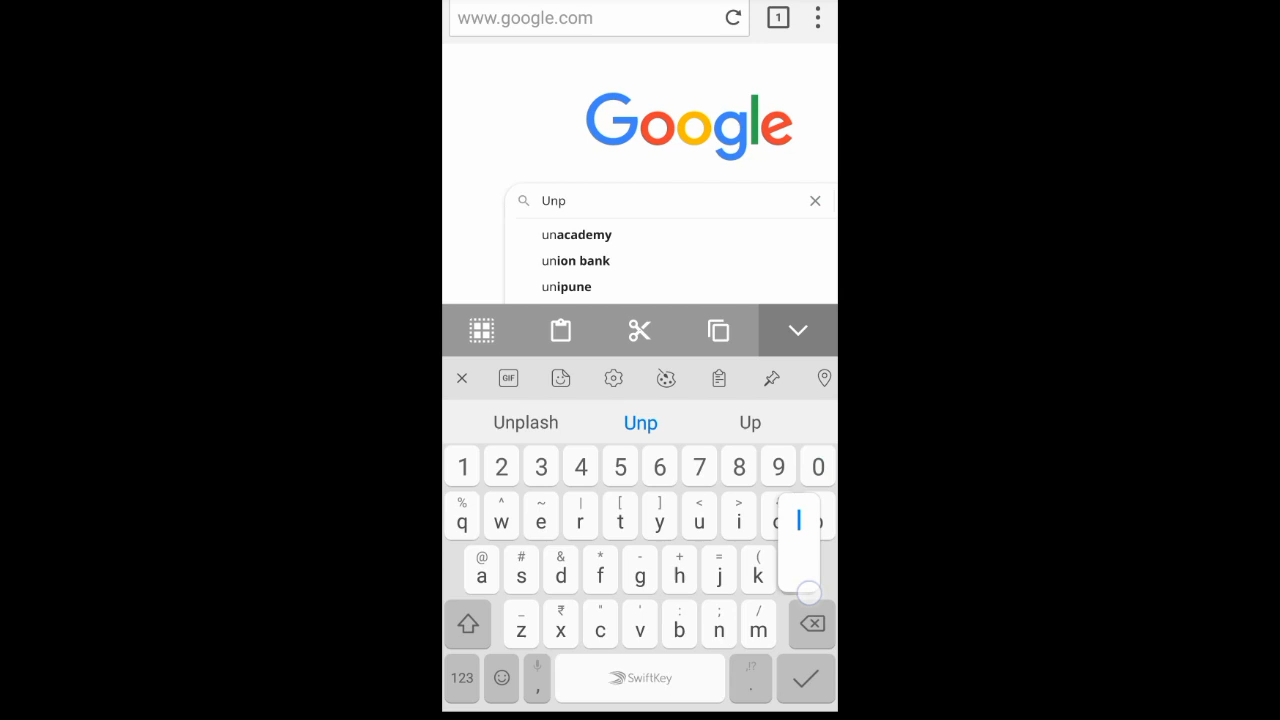 www.google.com
1
Google
Unp
unacademy
union bank
unipune
GIF
Unplash Unp Up
1 2 3 4 5 6 7 8 9 0
% ^ ~ | [ ] < >
q w e r t y u i
l
@ # & * - + = (
a s d f g h j k
_ ₹ " ' : ; /
z x c v b n m
,!?
123 , SwiftKey .